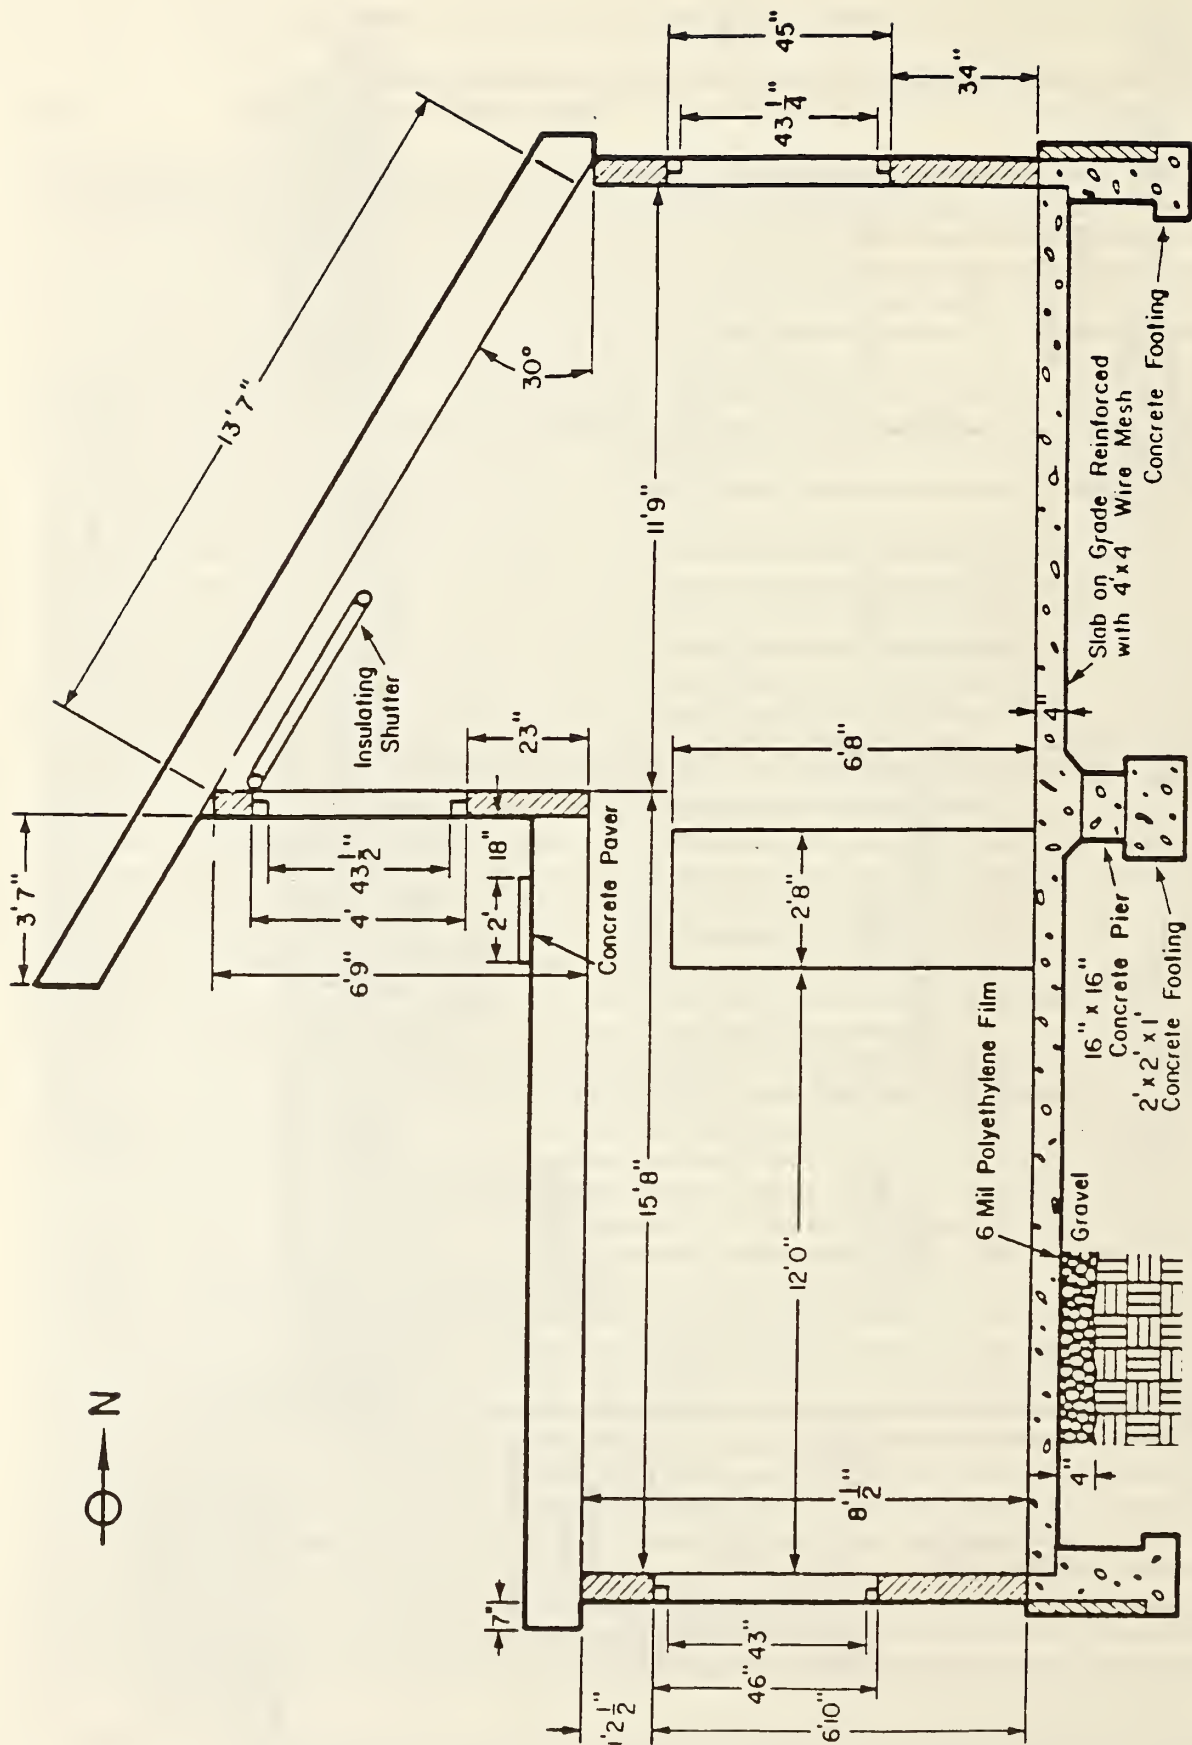 3'7"
13'7"
45"
43 1/4"
34"
30°
Insulating
Shutter
23"
11'9"
6'9"
4'
43 1/2"
2'
18"
Concrete Paver
6'8"
2'8"
4"
Slab on Grade Reinforced
with 4'x4 Wire Mesh
Concrete Footing
15'8"
12'0"
6 Mil Polyethylene Film
Gravel
16" x 16"
Concrete Pier
2'x 2'x 1'
Concrete Footing
N
8' 1/2"
4"
7"
1'2 1/2"
46"
43"
6'10"